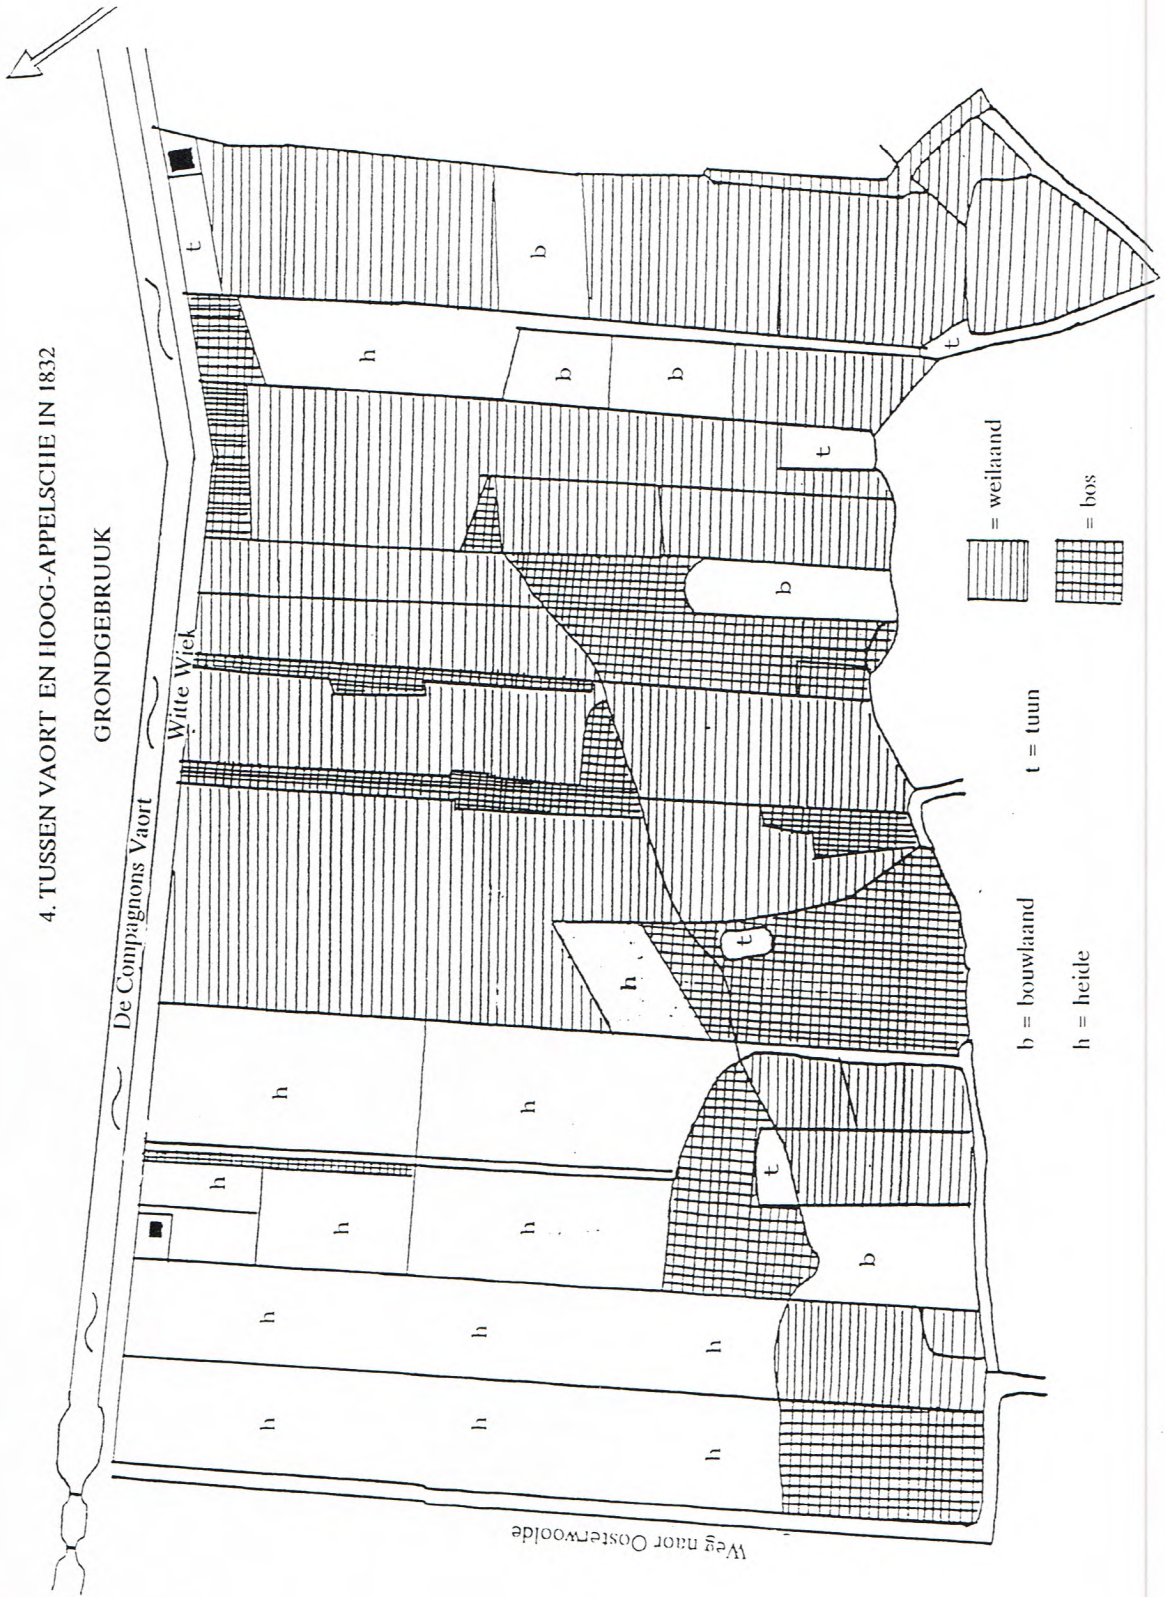 4. TUSSEN VAORT EN HOOG-APPELSCHE IN 1832
GRONDGEBRUUK
De Compagnons Vaort
Witte Wiek
Weg naor Oosterwoolde
t
b
h
b
b
t
b
h
t
h
h
h
h
h
t
b
h
h
h
h
h
h
b = bouwlaand
t = tuun
= weilaand
h = heide
= bos
t